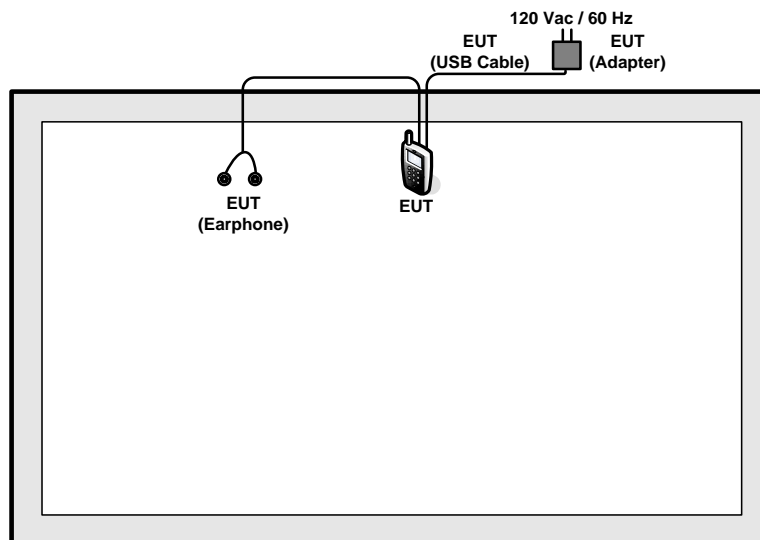 120 Vac / 60 Hz
EUT
(USB Cable)
EUT
(Adapter)
EUT
(Earphone)
EUT